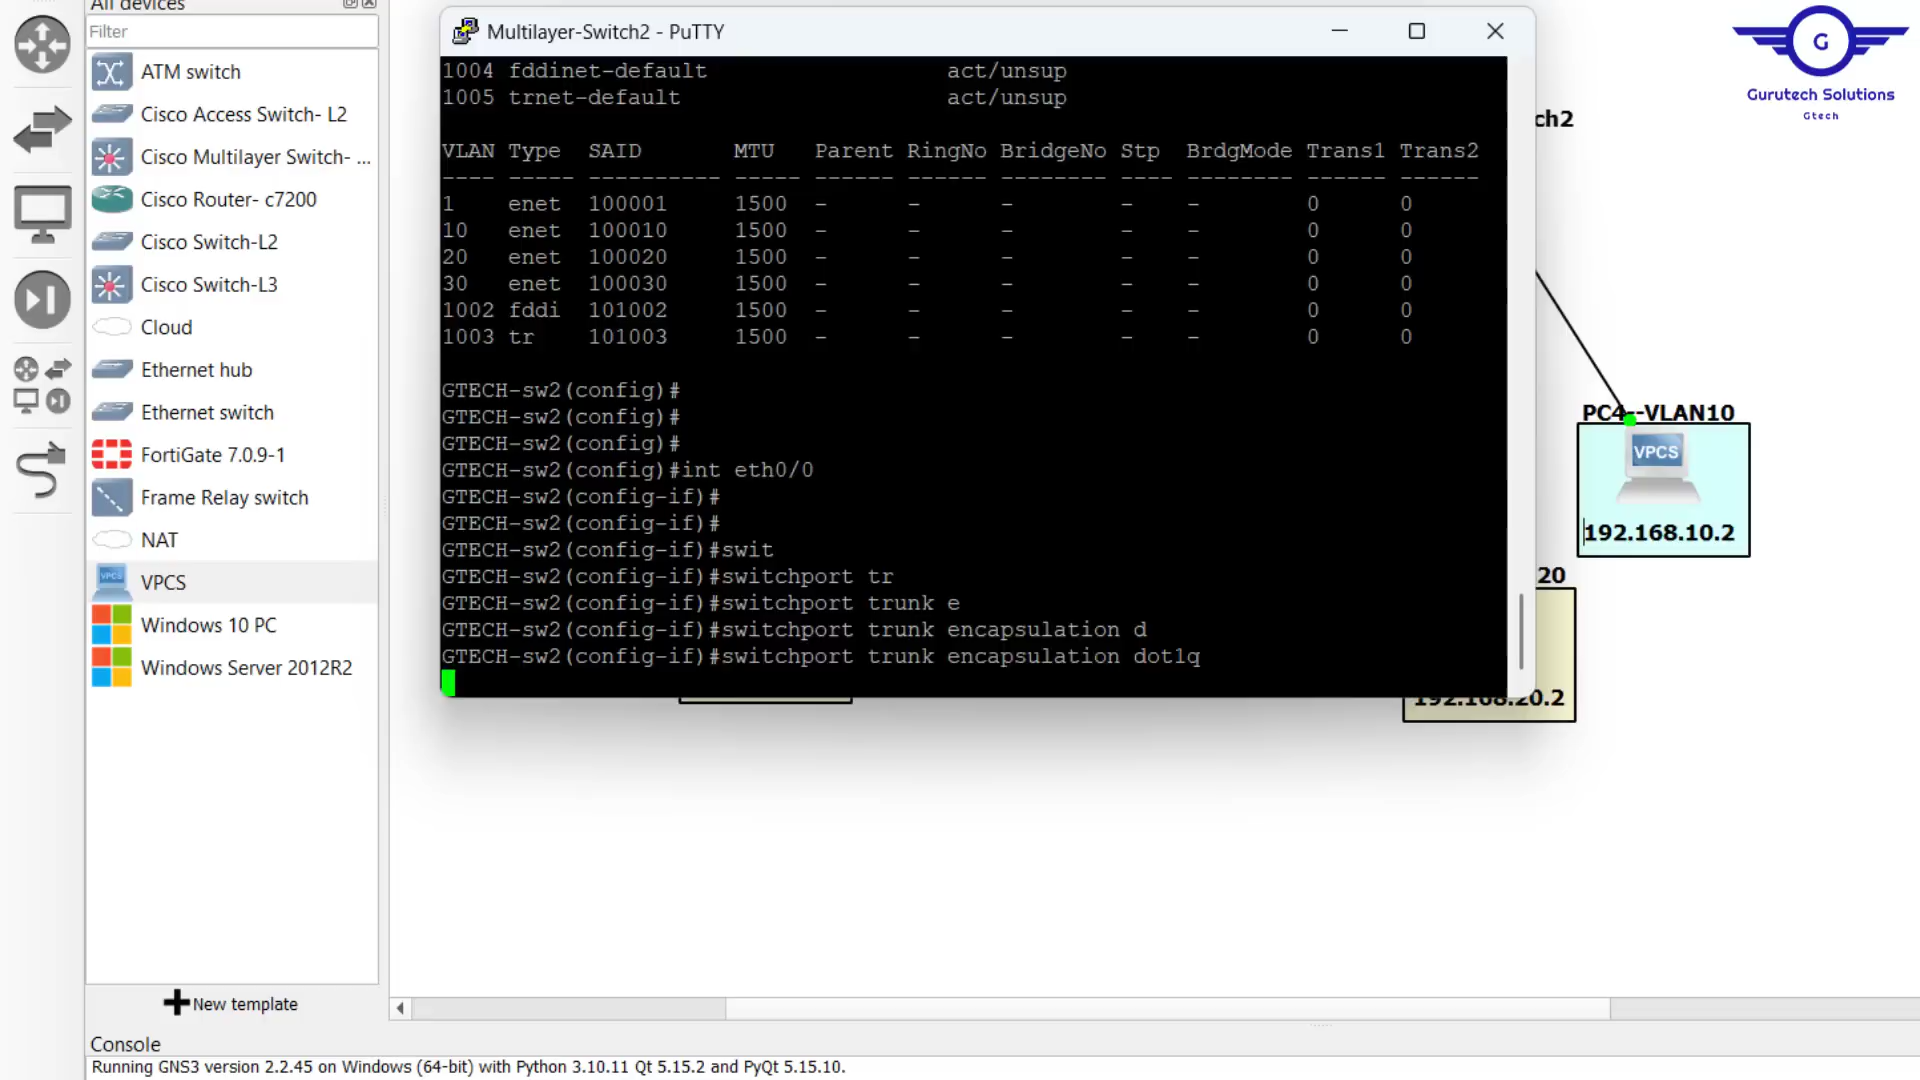 All devices
Filter
ATM switch
Cisco Access Switch- L2
Cisco Multilayer Switch- ...
Cisco Router- c7200
Cisco Switch-L2
Cisco Switch-L3
Cloud
Ethernet hub
Ethernet switch
FortiGate 7.0.9-1
Frame Relay switch
NAT
VPCS
VPCS
Windows 10 PC
Windows Server 2012R2
New template
Multilayer-Switch2 - PuTTY
1004 fddinet-default act/unsup
1005 trnet-default act/unsup
VLAN Type SAID MTU Parent RingNo BridgeNo Stp BrdgMode Trans1 Trans2
---- ----- ---------- ----- ------ ------ -------- ---- -------- ------ ------
1 enet 100001 1500 - - - - - 0 0
10 enet 100010 1500 - - - - - 0 0
20 enet 100020 1500 - - - - - 0 0
30 enet 100030 1500 - - - - - 0 0
1002 fddi 101002 1500 - - - - - 0 0
1003 tr 101003 1500 - - - - - 0 0
GTECH-sw2(config)#
GTECH-sw2(config)#
GTECH-sw2(config)#
GTECH-sw2(config)#int eth0/0
GTECH-sw2(config-if)#
GTECH-sw2(config-if)#
GTECH-sw2(config-if)#swit
GTECH-sw2(config-if)#switchport tr
GTECH-sw2(config-if)#switchport trunk e
GTECH-sw2(config-if)#switchport trunk encapsulation d
GTECH-sw2(config-if)#switchport trunk encapsulation dot1q
G
Gurutech Solutions
Gtech
ch2
PC4--VLAN10
VPCS
192.168.10.2
20
192.168.20.2
Console
Running GNS3 version 2.2.45 on Windows (64-bit) with Python 3.10.11 Qt 5.15.2 and PyQt 5.15.10.